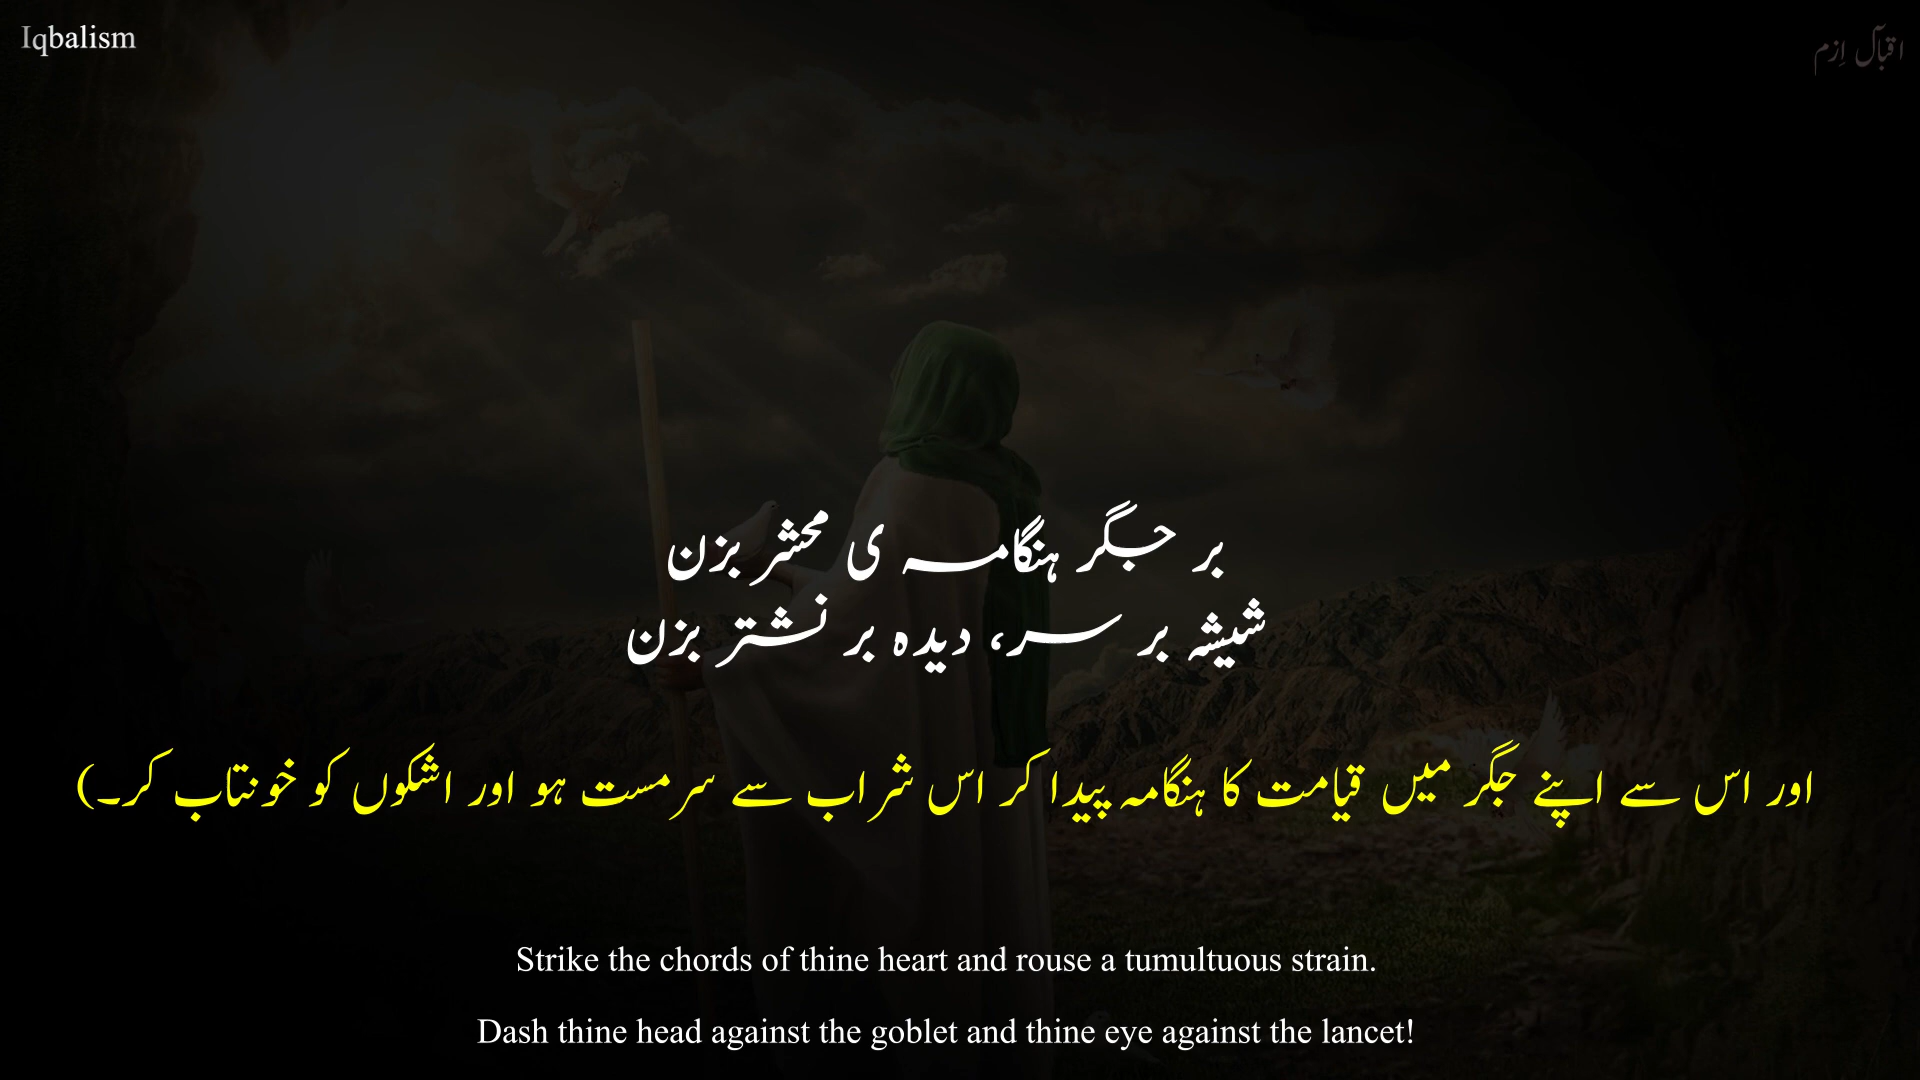 Iqbalism
اقبال اِزم
بر جگر ہنگامہ ی محشر بزن
شیشہ بر سر، دیدہ بر نشتر بزن
اور اس سے اپنے جگر میں قیامت کا ہنگامہ پیدا کر اس شراب سے سرمست ہو اور اشکوں کو خونتاب کر۔)
Strike the chords of thine heart and rouse a tumultuous strain.
Dash thine head against the goblet and thine eye against the lancet!